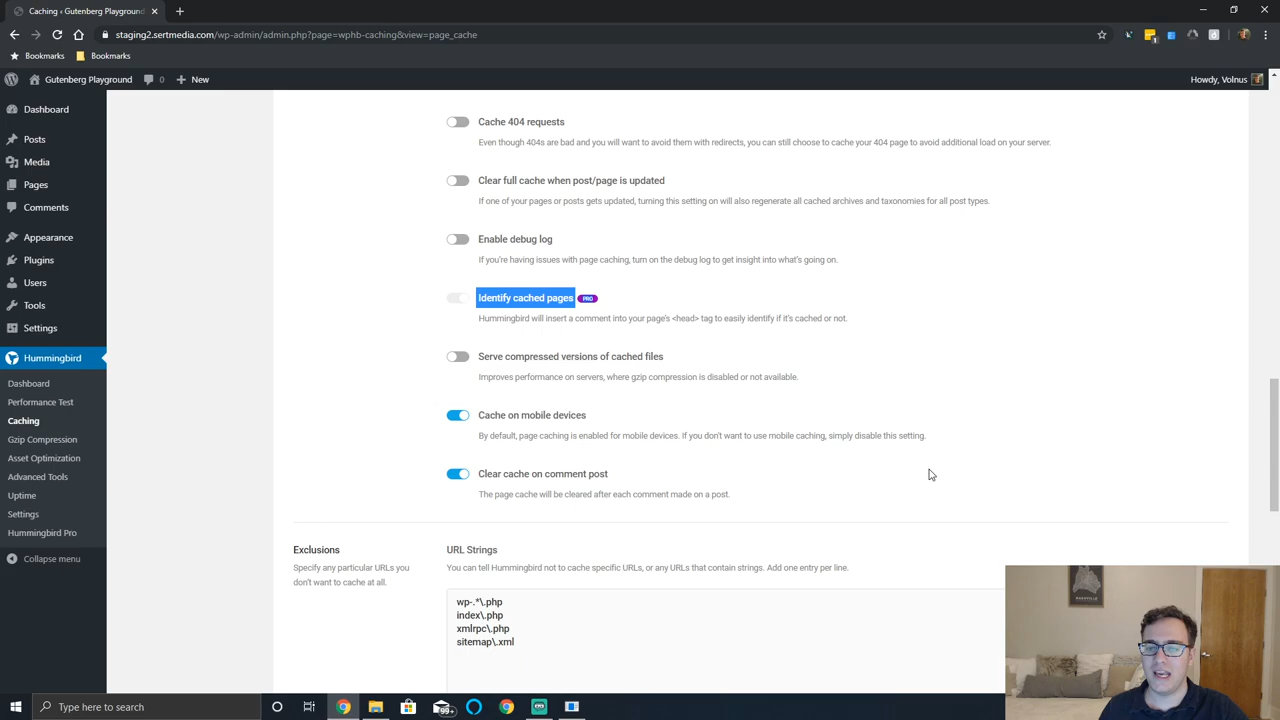 Caching ‹ Gutenberg Playground
staging2.sertmedia.com/wp-admin/admin.php?page=wphb-caching&view=page_cache
Bookmarks
Bookmarks
Gutenberg Playground
0
New
Howdy, Volnus
Dashboard
Posts
Media
Pages
Comments
Appearance
Plugins
Users
Tools
Settings
Hummingbird
Dashboard
Performance Test
Caching
Gzip Compression
Asset Optimization
Advanced Tools
Uptime
Settings
Hummingbird Pro
Collapse menu
Cache 404 requests
Even though 404s are bad and you will want to avoid them with redirects, you can still choose to cache your 404 page to avoid additional load on your server.
Clear full cache when post/page is updated
If one of your pages or posts gets updated, turning this setting on will also regenerate all cached archives and taxonomies for all post types.
Enable debug log
If you're having issues with page caching, turn on the debug log to get insight into what's going on.
Identify cached pages PRO
Hummingbird will insert a comment into your page's <head> tag to easily identify if it's cached or not.
Serve compressed versions of cached files
Improves performance on servers, where gzip compression is disabled or not available.
Cache on mobile devices
By default, page caching is enabled for mobile devices. If you don't want to use mobile caching, simply disable this setting.
Clear cache on comment post
The page cache will be cleared after each comment made on a post.
Exclusions
Specify any particular URLs you
don't want to cache at all.
URL Strings
You can tell Hummingbird not to cache specific URLs, or any URLs that contain strings. Add one entry per line.
wp-.*\.php
index\.php
xmlrpc\.php
sitemap\.xml
Type here to search
99+